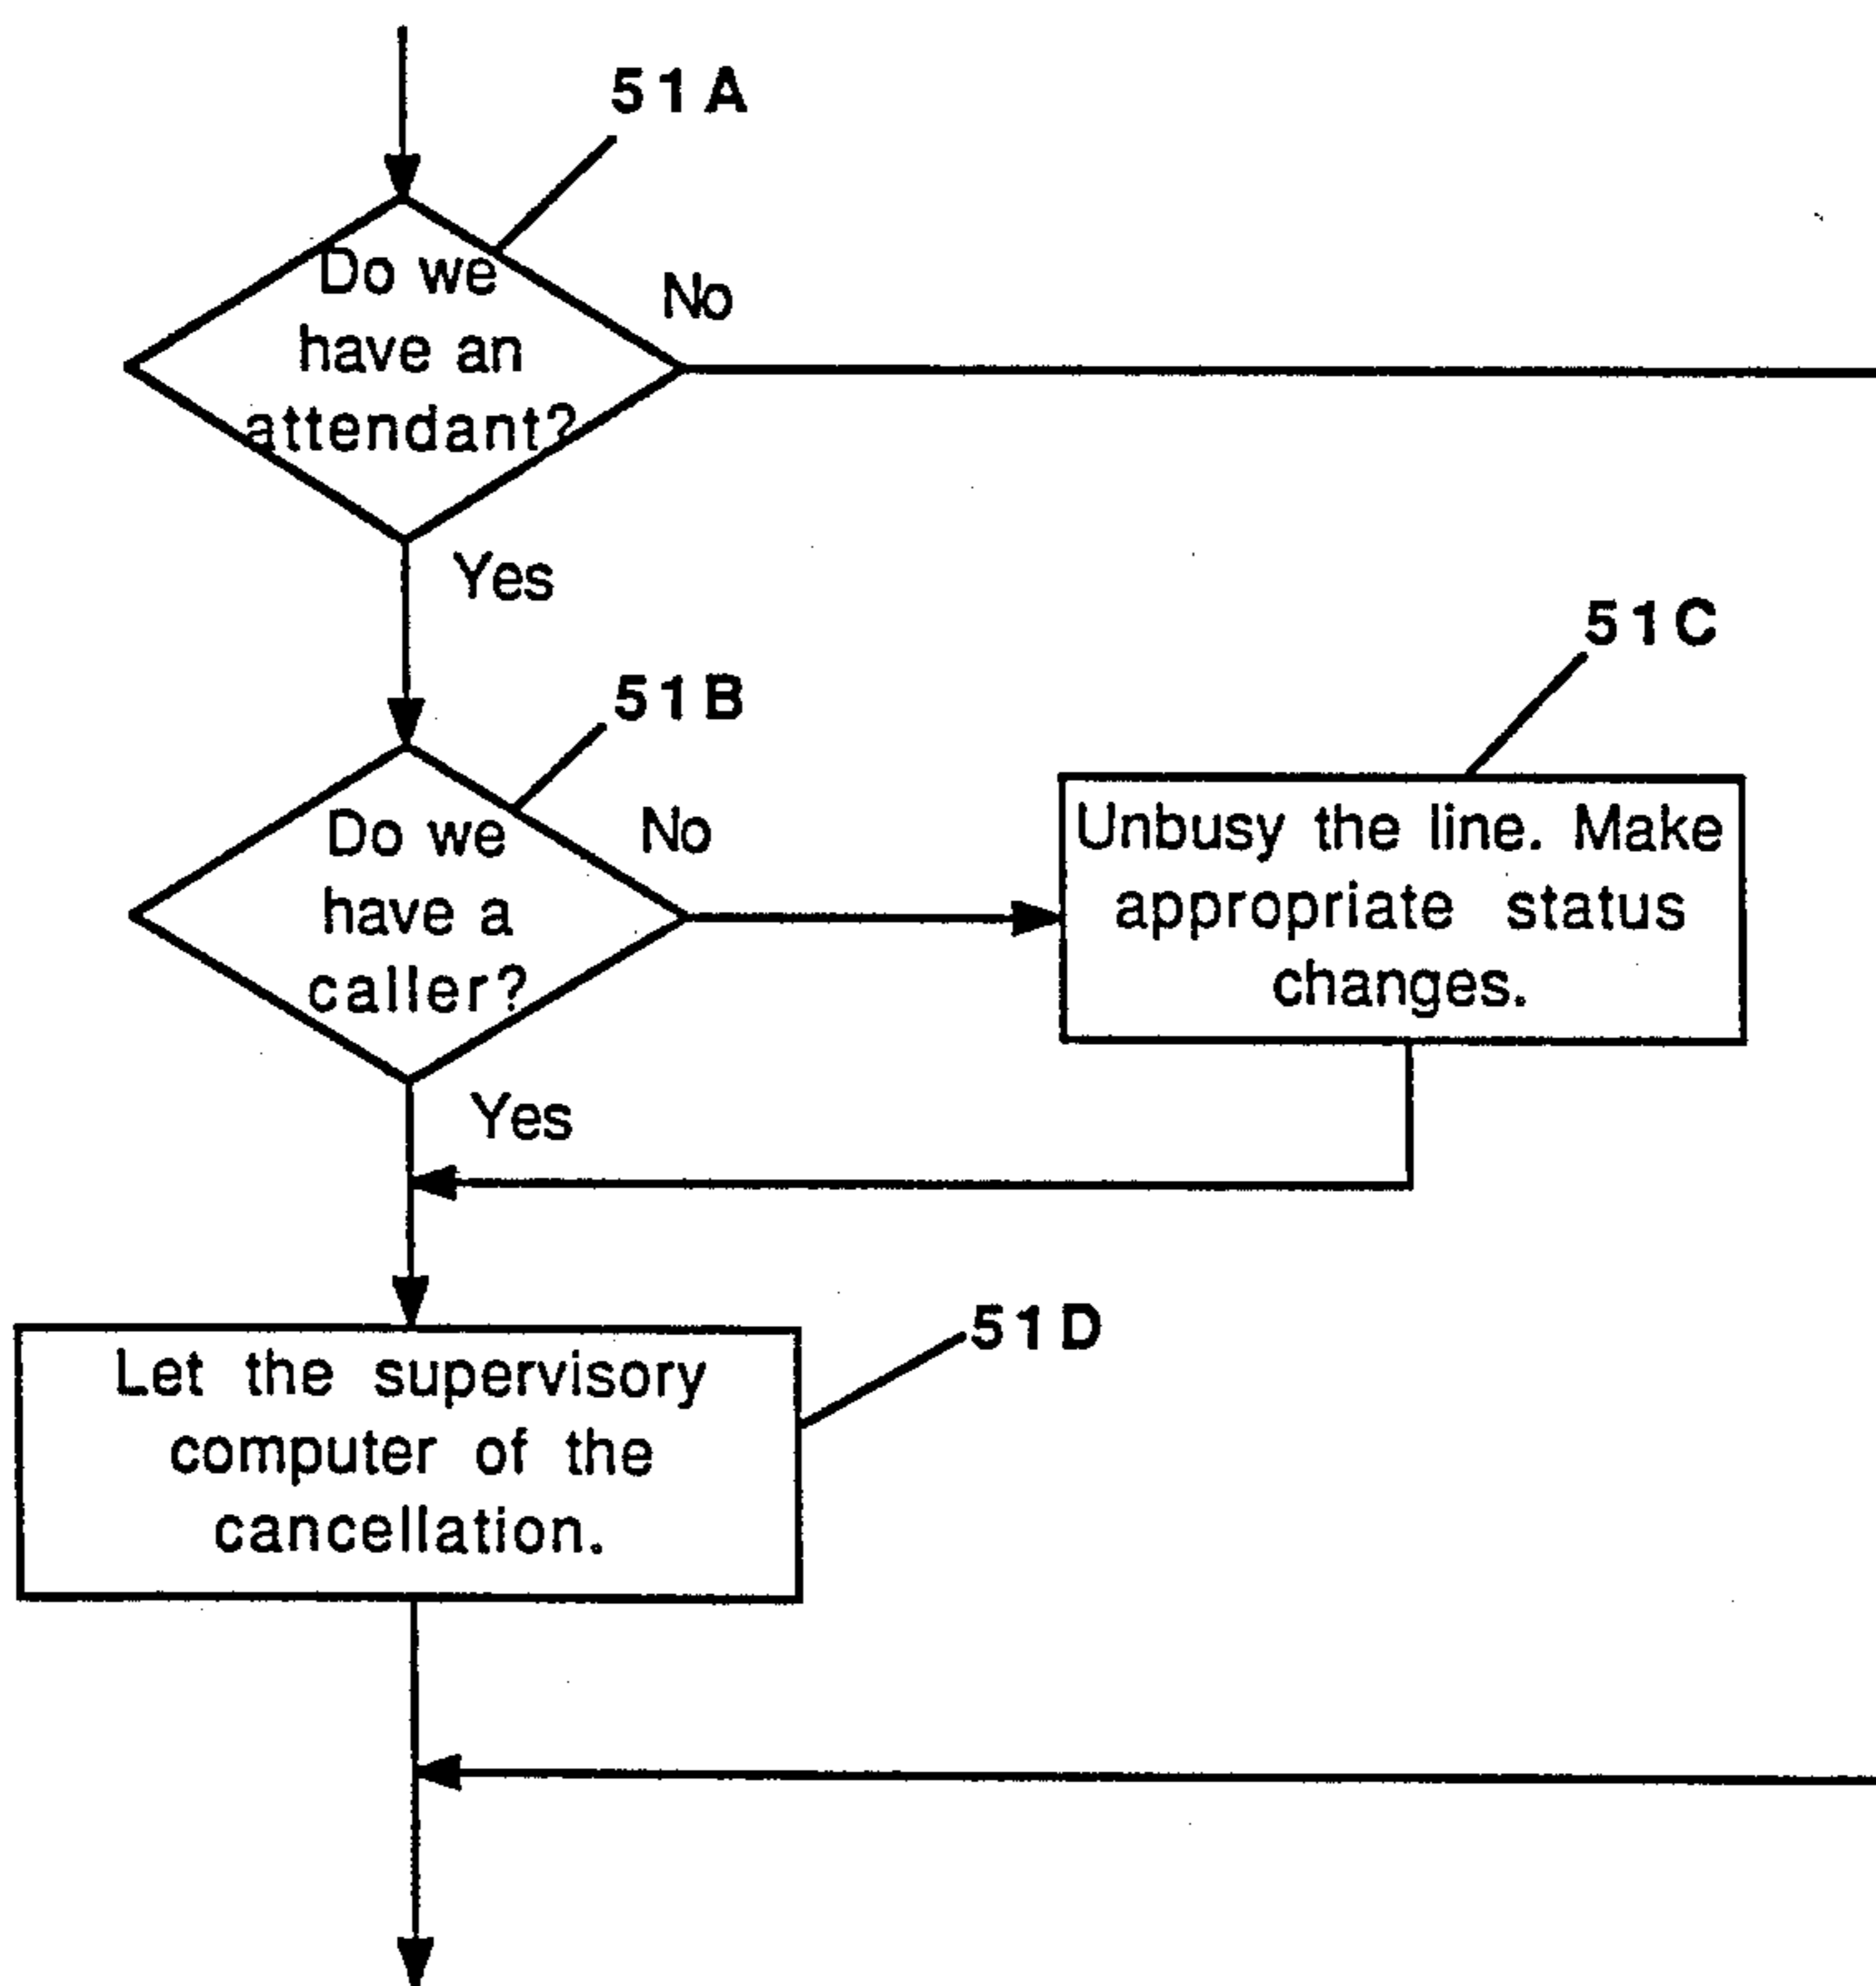 51A
Do we
have an
attendant?
No
Yes
51B
Do we
have a
caller?
No
51C
Unbusy the line. Make
appropriate status
changes.
Yes
Let the supervisory
computer of the
cancellation.
51D